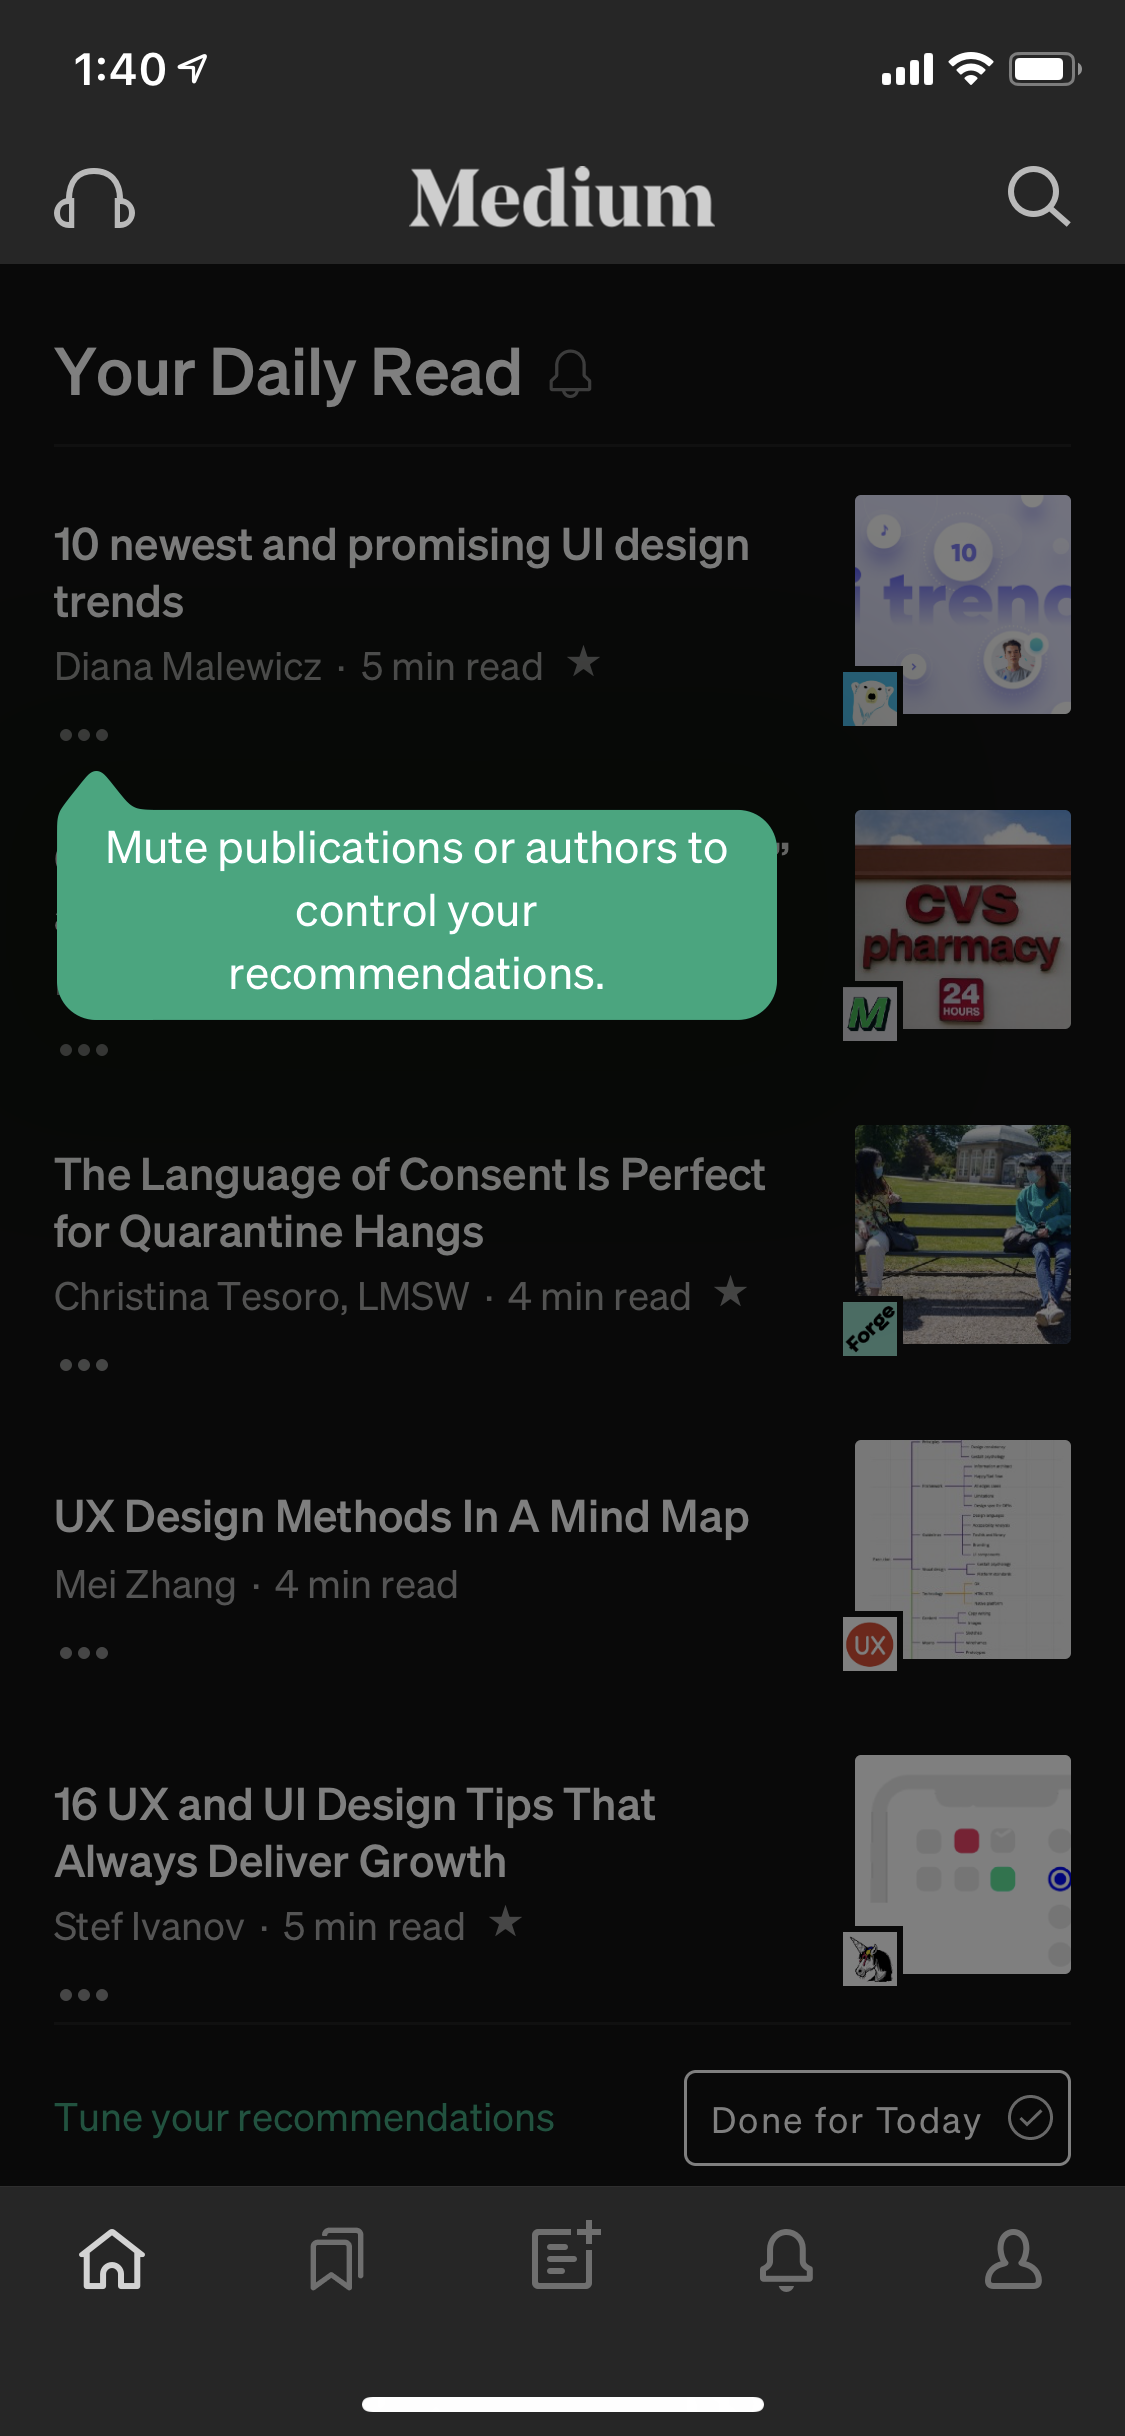 1:40
Medium
Your Daily Read
10 newest and promising UI design
trends
Diana Malewicz · 5 min read ★
10
i trend
Mute publications or authors to
control your
recommendations.
”
CVS
pharmacy
24
HOURS
M
The Language of Consent Is Perfect
for Quarantine Hangs
Christina Tesoro, LMSW · 4 min read ★
Forge
UX Design Methods In A Mind Map
Mei Zhang · 4 min read
UX
16 UX and UI Design Tips That
Always Deliver Growth
Stef Ivanov · 5 min read ★
Tune your recommendations
Done for Today